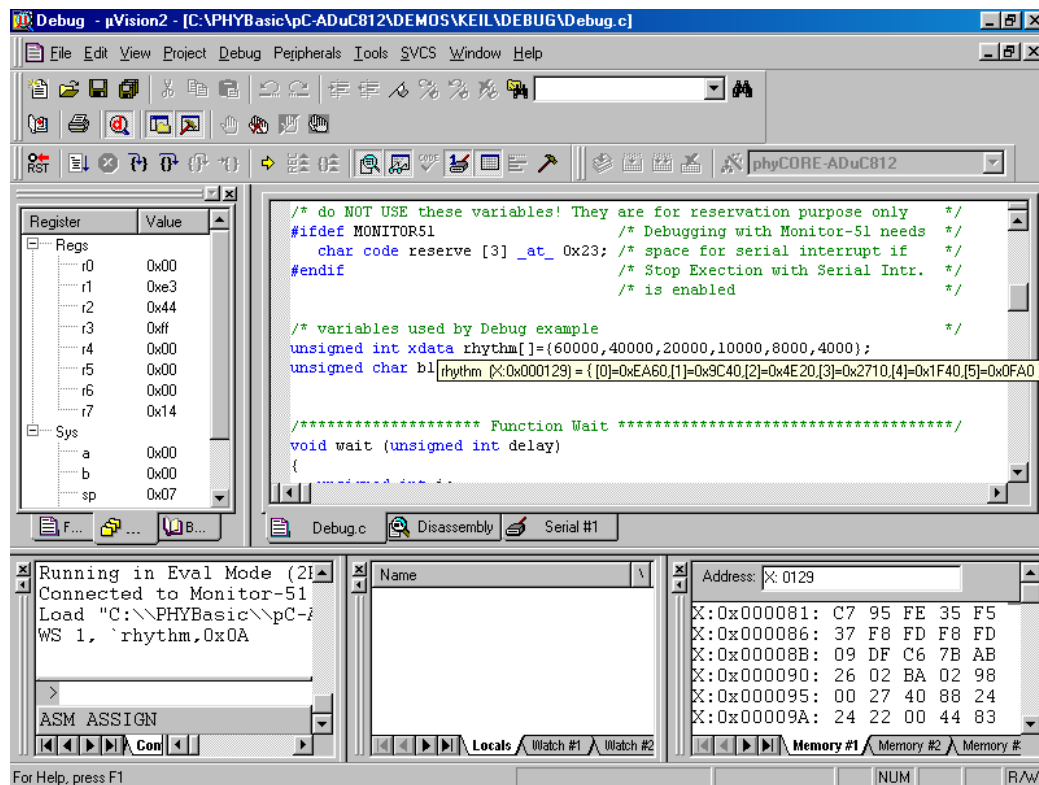 Debug - µVision2 - [C:\PHYBasic\pC-ADuC812\DEMOS\KEIL\DEBUG\Debug.c]
File Edit View Project Debug Peripherals Tools SVCS Window Help
RST
CODE
phyCORE-ADuC812
Register Value
Regs
r0 0x00
r1 0xe3
r2 0x44
r3 0xff
r4 0x00
r5 0x00
r6 0x00
r7 0x14
Sys
a 0x00
b 0x00
sp 0x07
F... ... B...
/* do NOT USE these variables! They are for reservation purpose only */
#ifdef MONITOR51 /* Debugging with Monitor-51 needs */
char code reserve [3] _at_ 0x23; /* space for serial interrupt if */
#endif /* Stop Exection with Serial Intr. */
/* is enabled */
/* variables used by Debug example */
unsigned int xdata rhythm[]={60000,40000,20000,10000,8000,4000};
unsigned char bl
rhythm (X:0x000129) = { [0]=0xEA60,[1]=0x9C40,[2]=0x4E20,[3]=0x2710,[4]=0x1F40,[5]=0x0FA0
/******************** Function Wait *************************************/
void wait (unsigned int delay)
{
unsigned int i;
Debug.c Disassembly Serial #1
Running in Eval Mode (2
Connected to Monitor-51
Load "C:\\PHYBasic\\pC-A
WS 1, `rhythm,0x0A
>
ASM ASSIGN
Con
Name
Locals Watch #1 Watch #2
Address: X: 0129
X:0x000081: C7 95 FE 35 F5
X:0x000086: 37 F8 FD F8 FD
X:0x00008B: 09 DF C6 7B AB
X:0x000090: 26 02 BA 02 98
X:0x000095: 00 27 40 88 24
X:0x00009A: 24 22 00 44 83
Memory #1 Memory #2 Memory #
For Help, press F1 NUM R/W